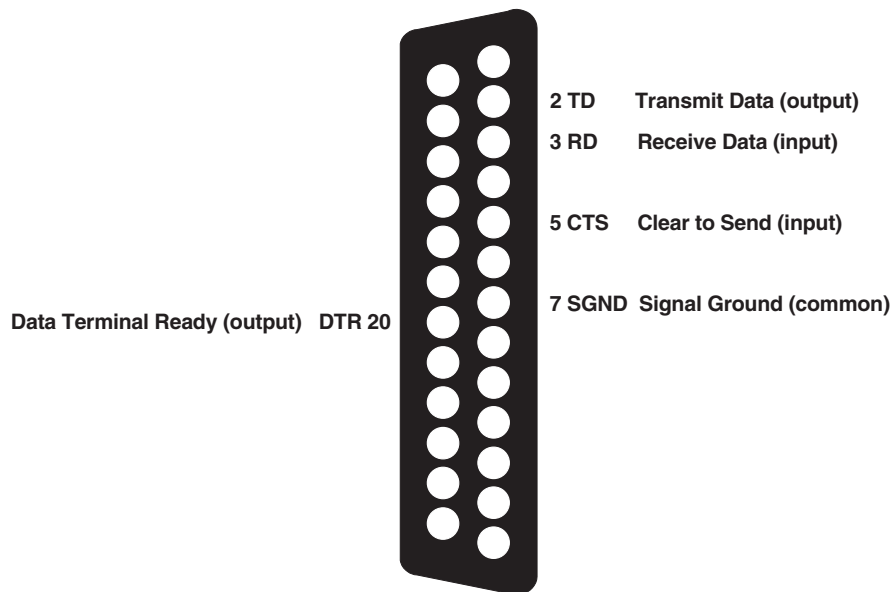 2 TD Transmit Data (output)
3 RD Receive Data (input)
5 CTS Clear to Send (input)
7 SGND Signal Ground (common)
Data Terminal Ready (output) DTR 20